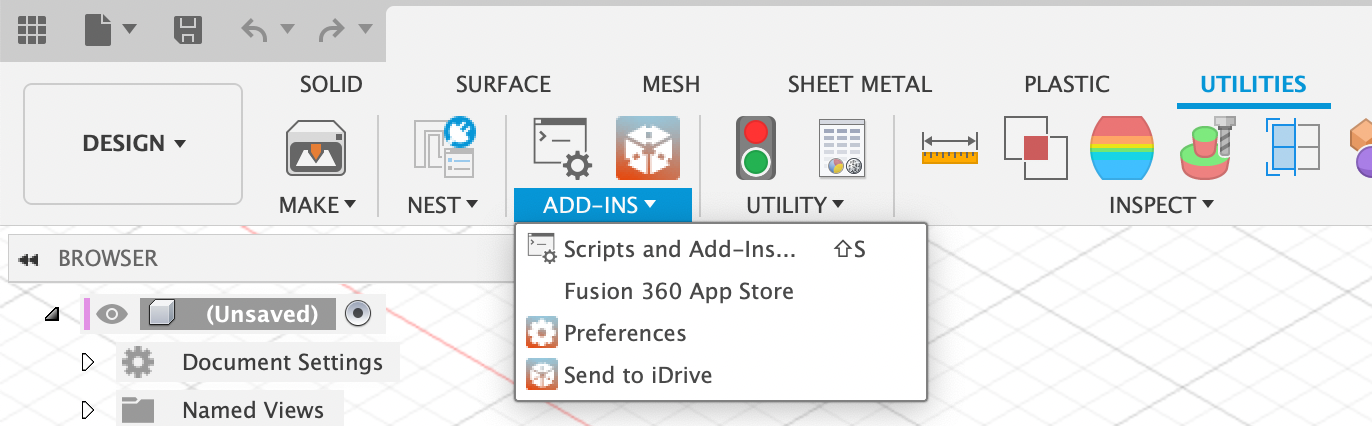 SOLID SURFACE MESH SHEET METAL PLASTIC UTILITIES
DESIGN
MAKE NEST ADD-INS UTILITY INSPECT
Scripts and Add-Ins... ⇧S
Fusion 360 App Store
Preferences
Send to iDrive
BROWSER
(Unsaved)
Document Settings
Named Views